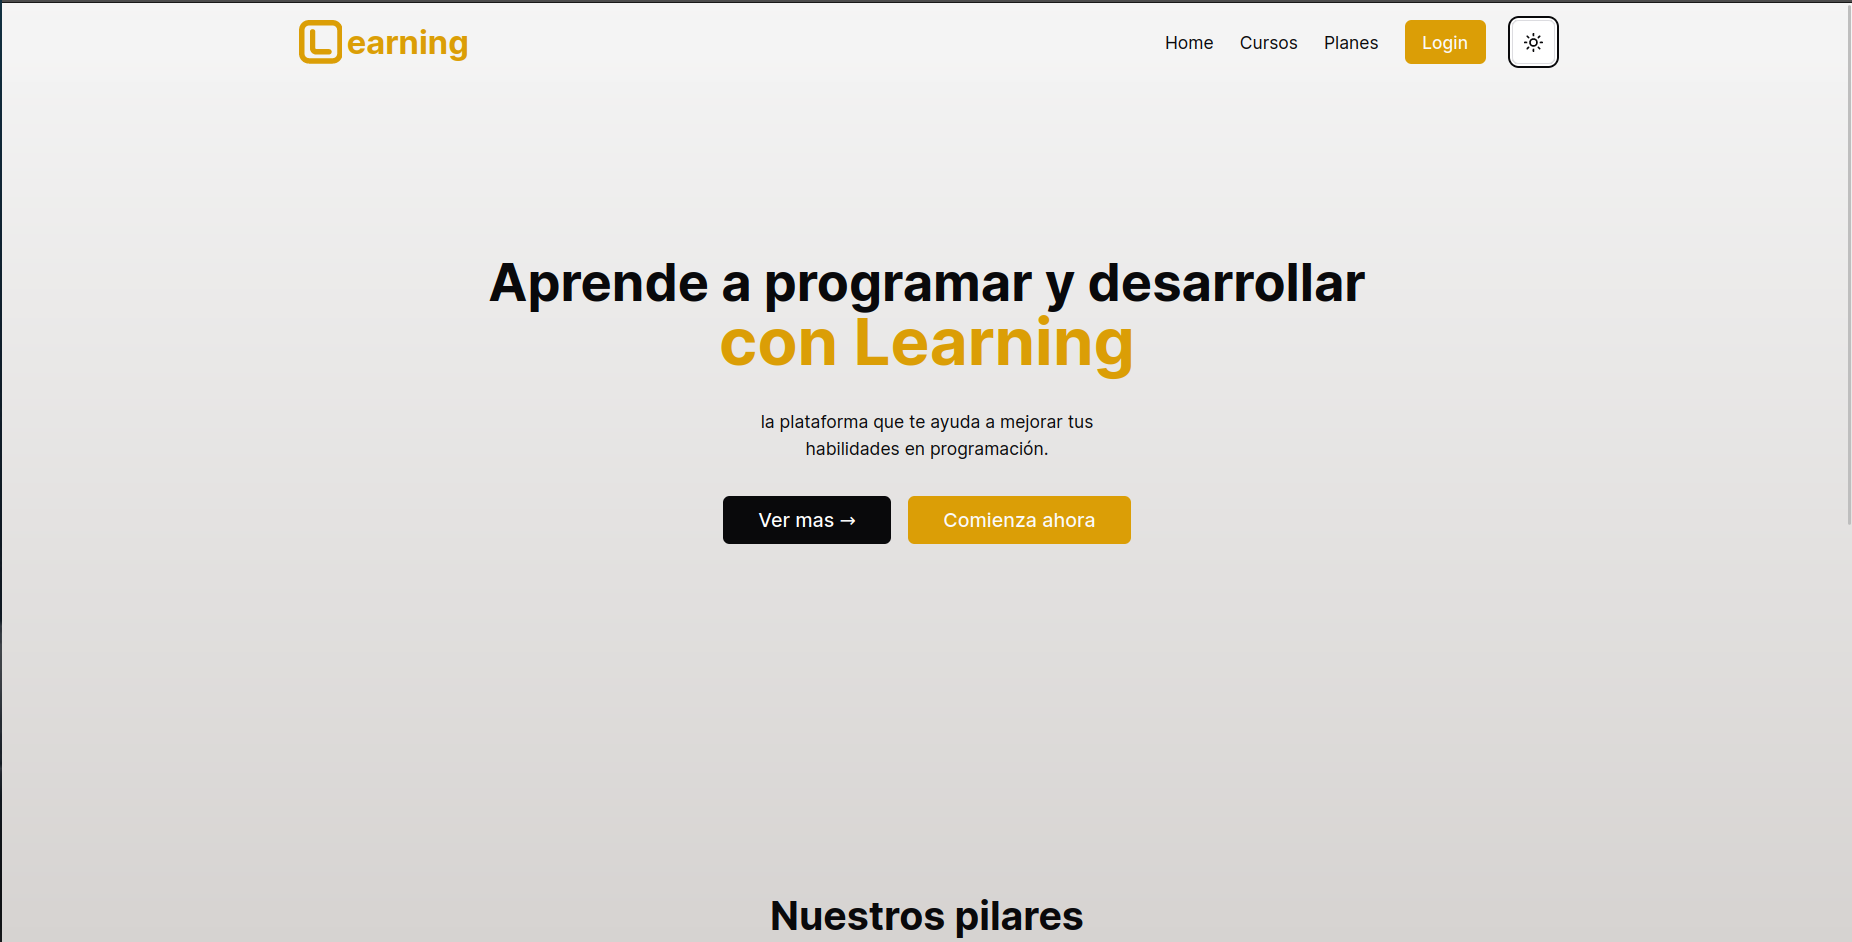 Learning
Home Cursos Planes Login
Aprende a programar y desarrollar
con Learning
la plataforma que te ayuda a mejorar tus
habilidades en programación.
Ver mas → Comienza ahora
Nuestros pilares